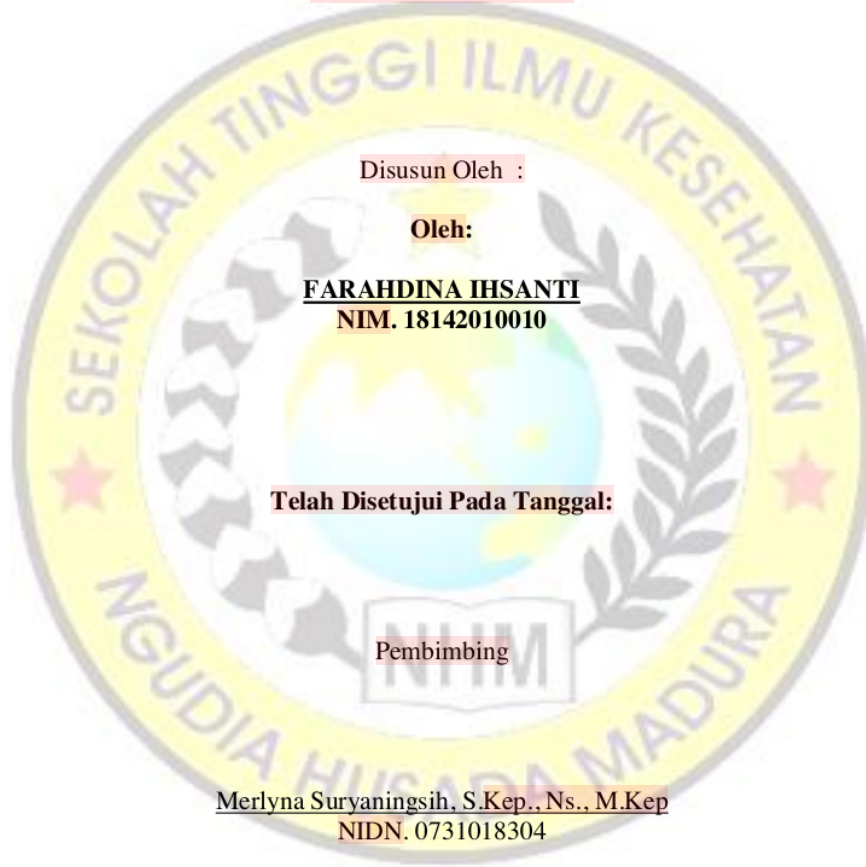 SEKOLAH TINGGI ILMU KESEHATAN
Disusun Oleh :
Oleh:
FARAHDINA IHSANTI
NIM. 18142010010
Telah Disetujui Pada Tanggal:
NHM
Pembimbing
NGUDIA HUSADA MADURA
Merlyna Suryaningsih, S.Kep., Ns., M.Kep
NIDN. 0731018304